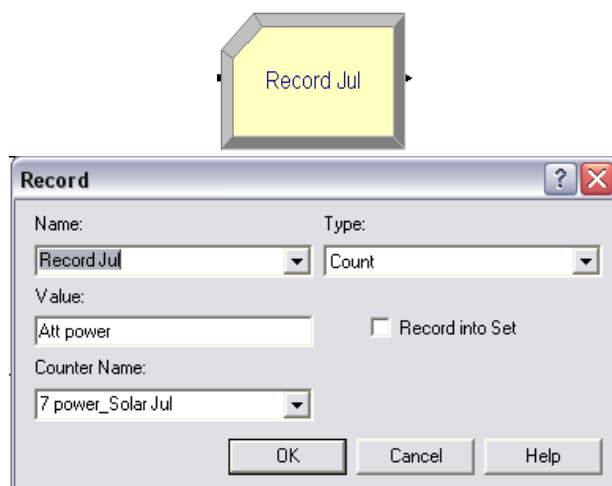 Record Jul
Record
Name:
Type:
Record Jul
Count
Value:
Att power
Record into Set
Counter Name:
7 power_Solar Jul
OK
Cancel
Help